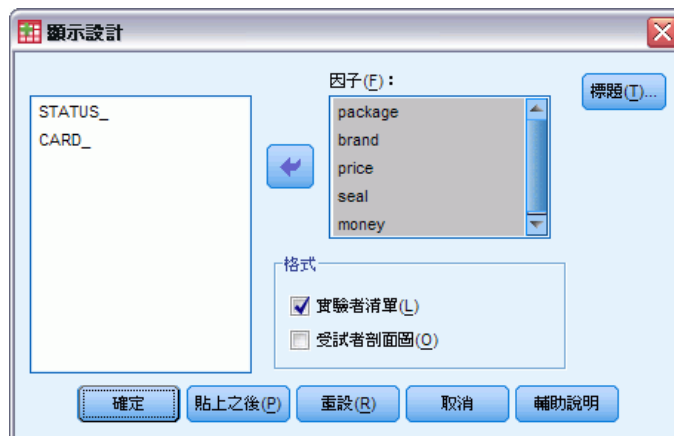 顯示設計
因子(F):
標題(T)...
STATUS_
CARD_
package
brand
price
seal
money
格式
實驗者清單(L)
受試者剖面圖(O)
確定
貼上之後(P)
重設(R)
取消
輔助說明